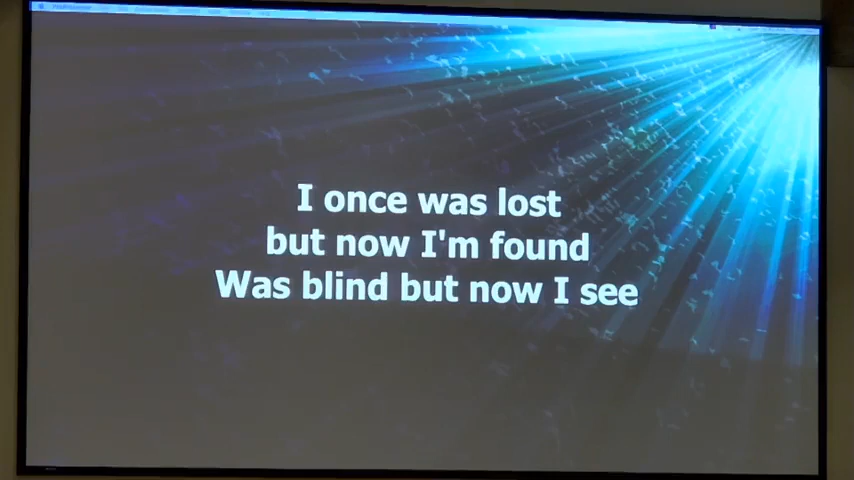 I once was lost
but now I'm found
Was blind but now I see